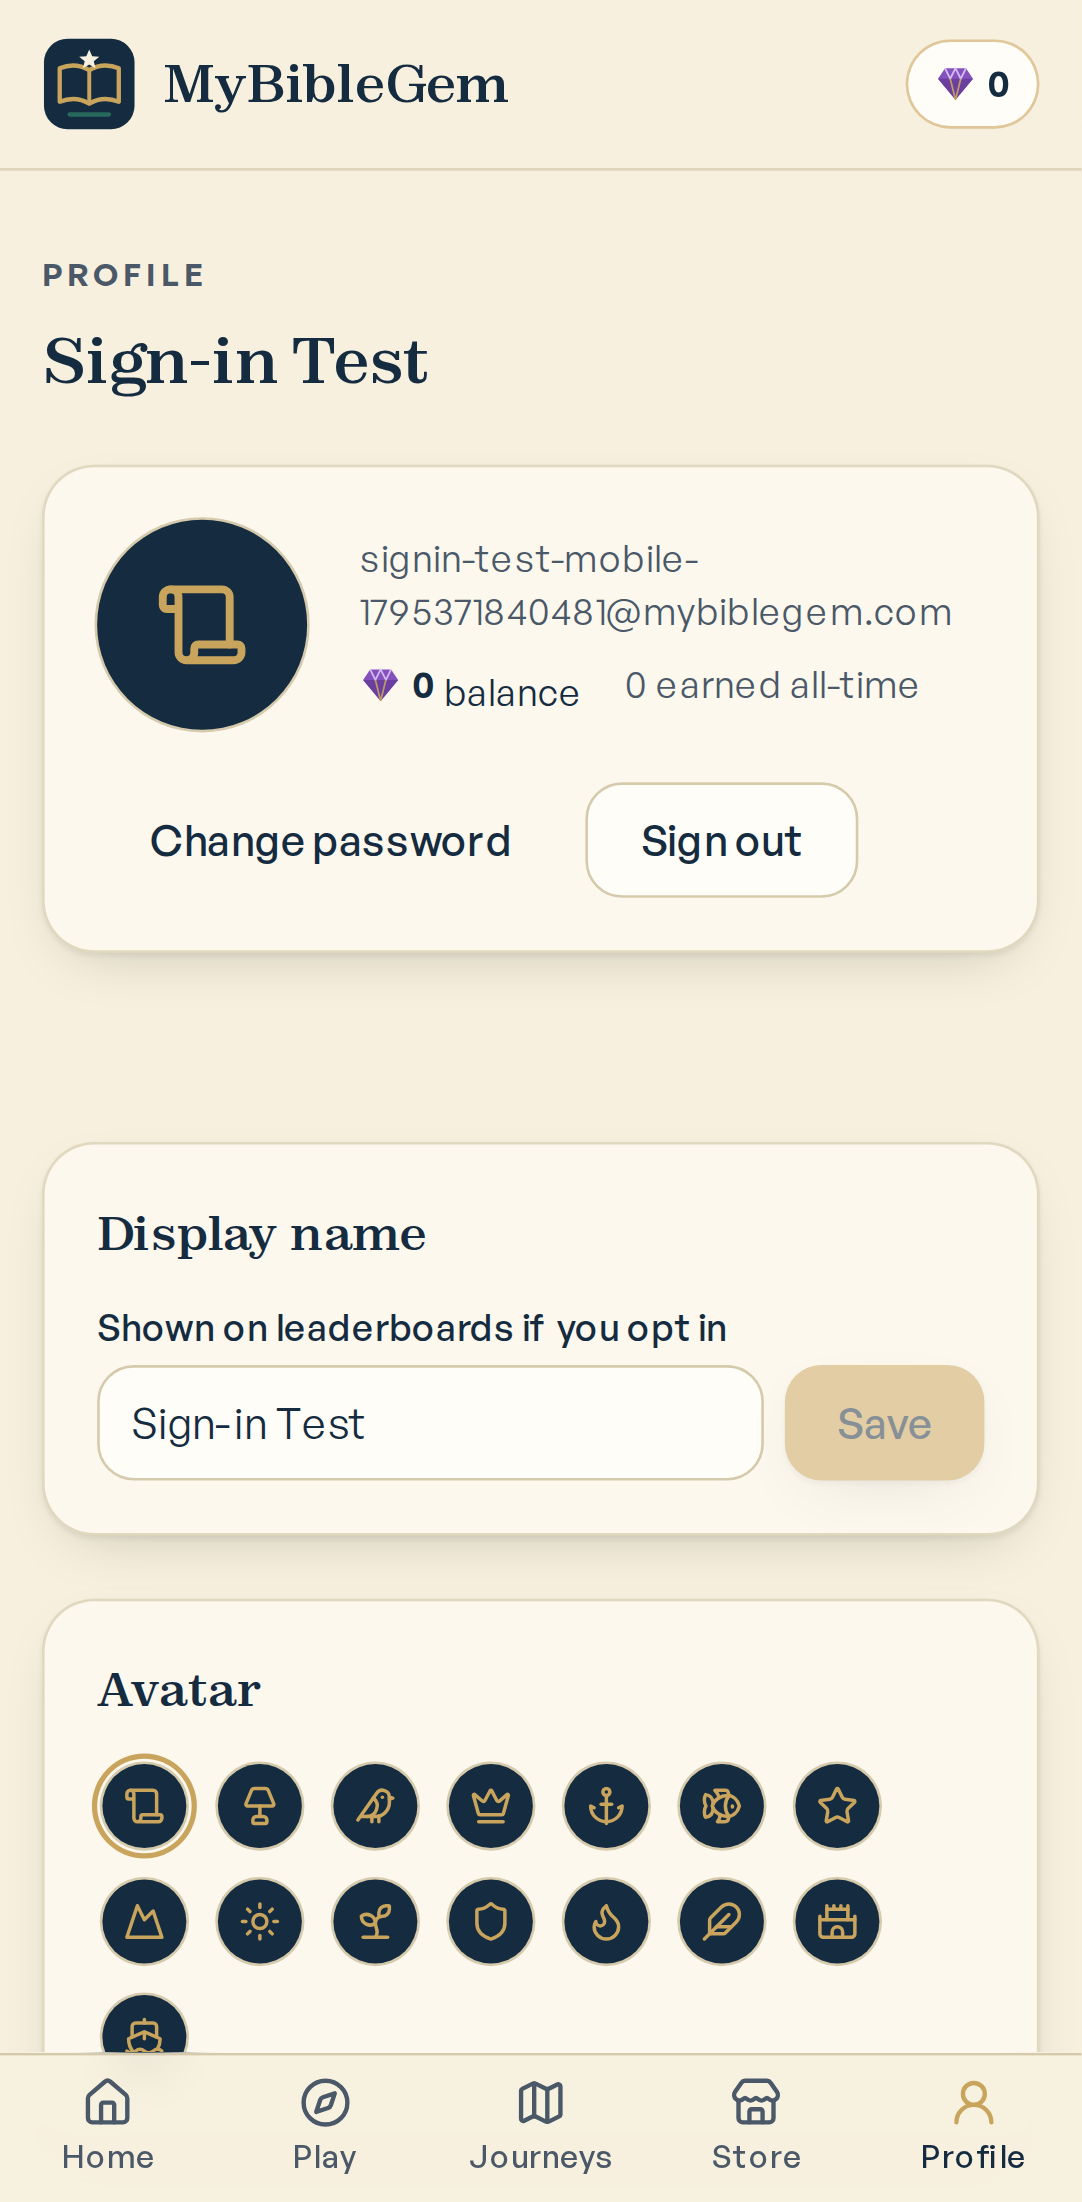 MyBibleGem
0
PROFILE
Sign-in Test
signin-test-mobile-
1795371840481@mybiblegem.com
0 balance 0 earned all-time
Change password Sign out
Display name
Shown on leaderboards if you opt in
Sign-in Test Save
Avatar
Home Play Journeys Store Profile